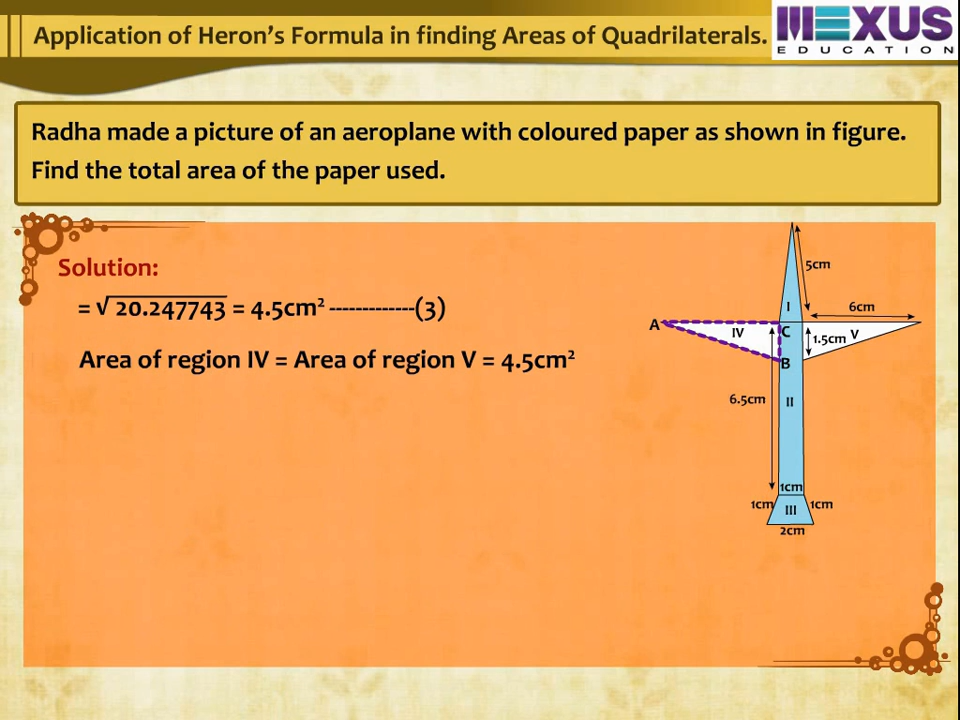 Application of Heron's Formula in finding Areas of Quadrilaterals.
MEXUS
EDUCATION
Radha made a picture of an aeroplane with coloured paper as shown in figure.
Find the total area of the paper used.
Solution:
= √20.247743 = 4.5cm² -------------(3)
Area of region IV = Area of region V = 4.5cm²
5cm
I
6cm
A
IV
C
1.5cm
V
B
6.5cm
II
1cm
1cm
III
1cm
2cm